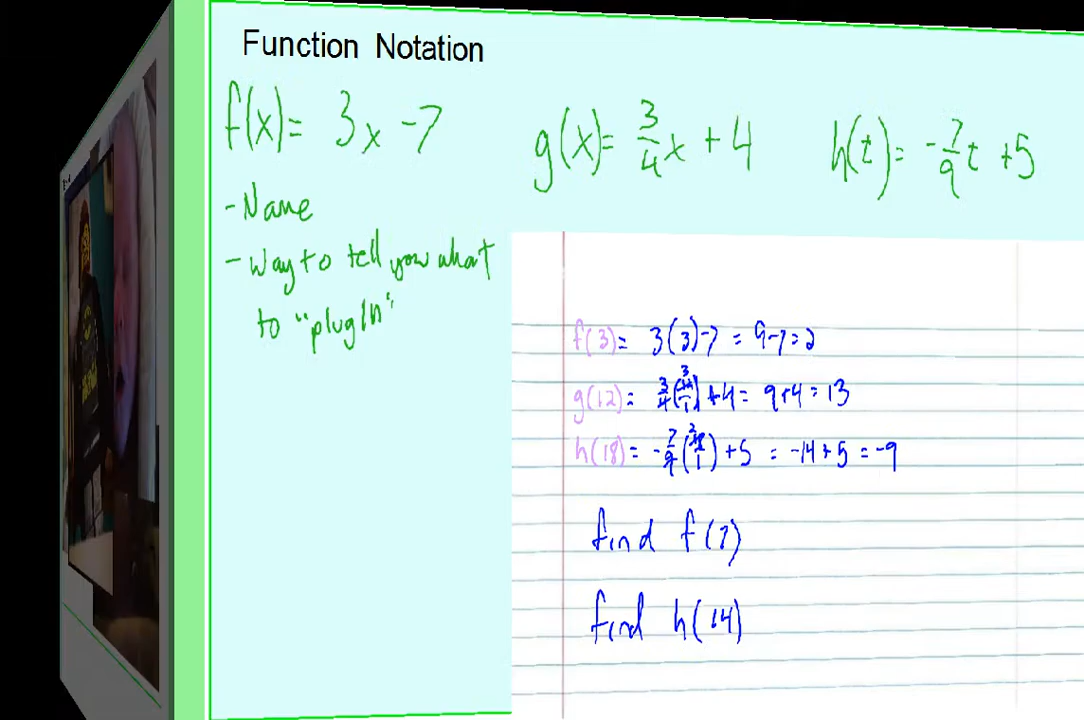 Function Notation
f(x)= 3x -7
g(x)= 3/4 x + 4
h(t)= -7/9 t +5
- Name
- Way to tell you what
to "plug In"
f(3)= 3(3)-7 = 9-7=2
g(12)= 3/4( 3/1)+4= 9+4=13
h(18)= -7/9( 2/1)+5 = -14+5 =-9
find f(7)
find h(14)